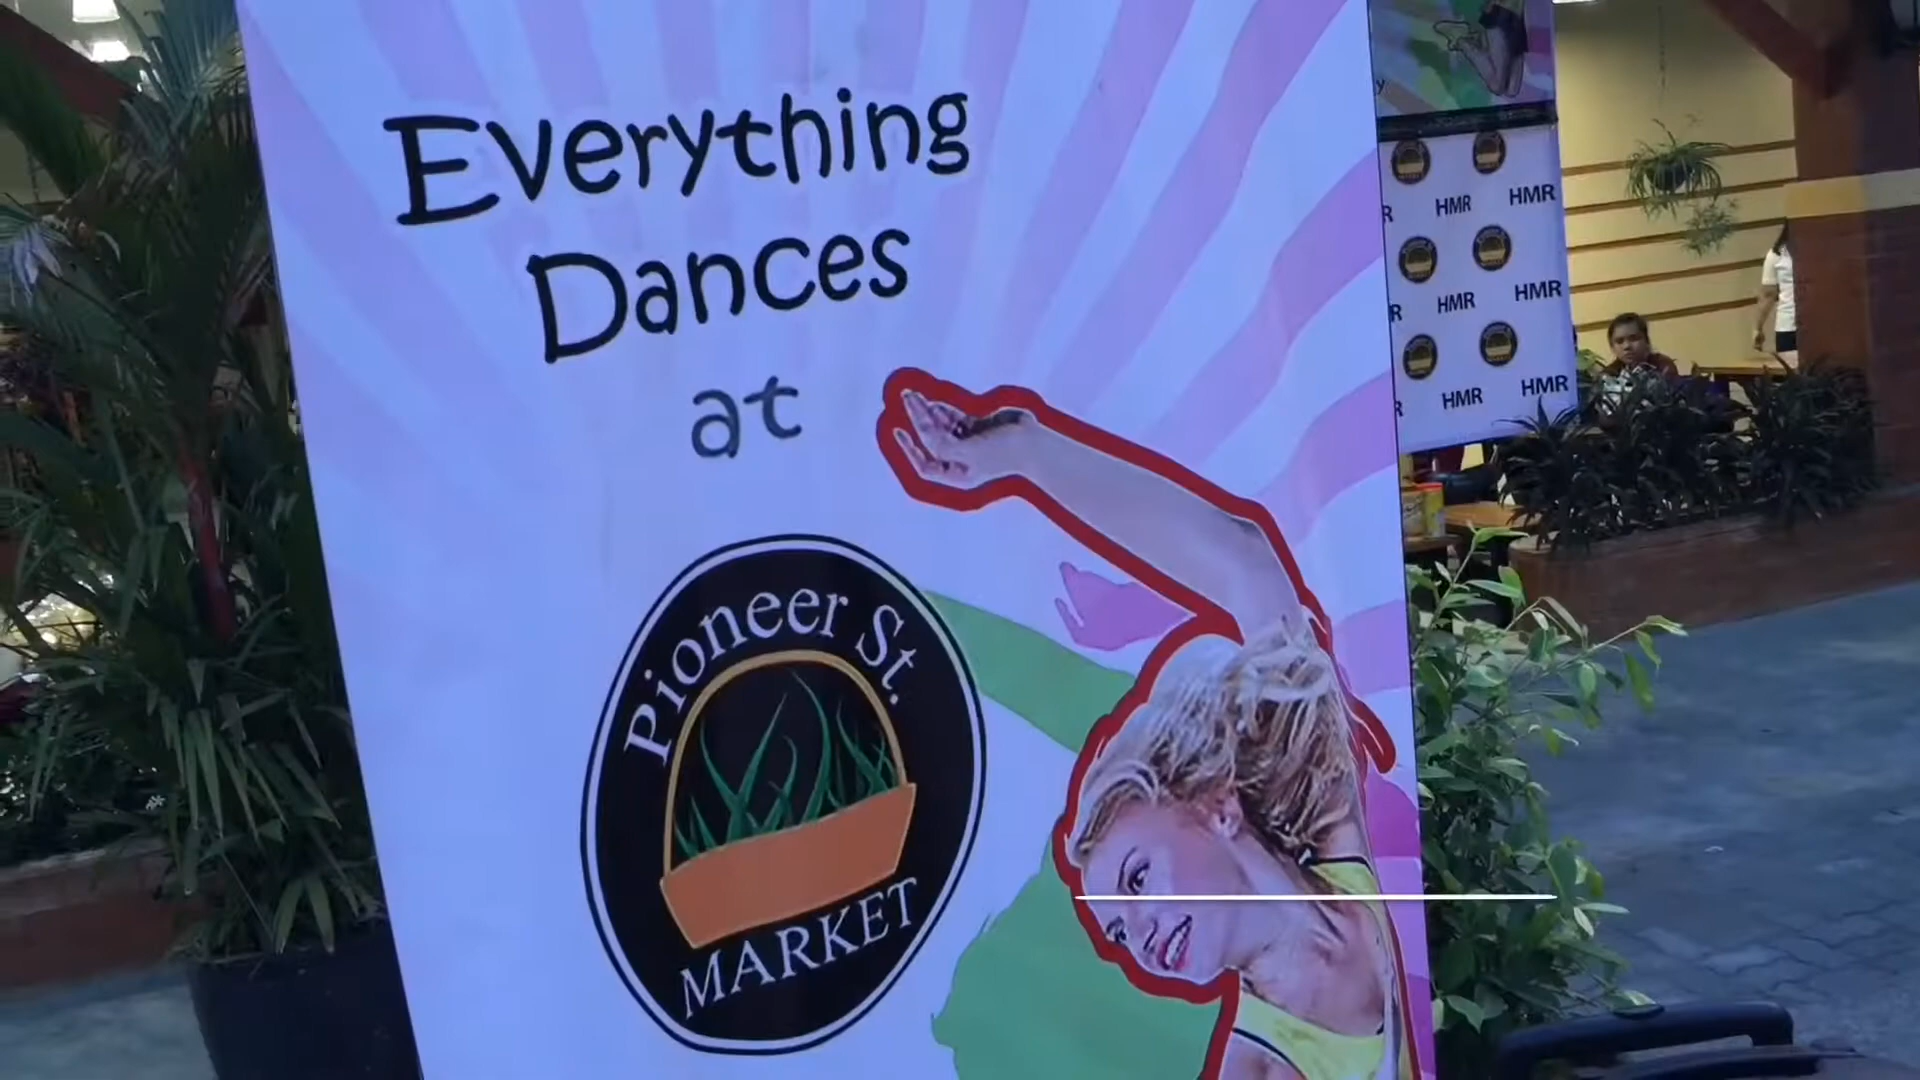 Everything
Dances
at
Pioneer St.
MARKET
y
R HMR HMR
R HMR HMR
R HMR HMR